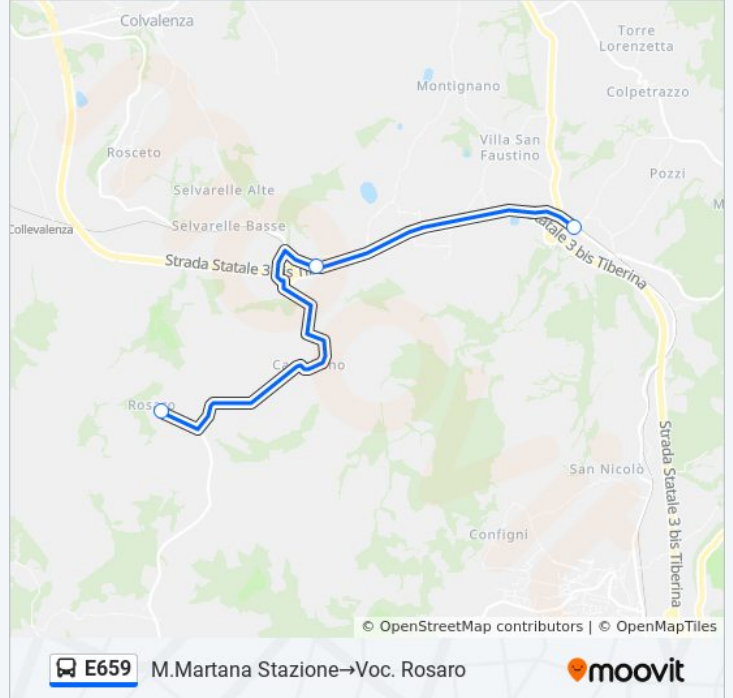 Colvalenza
Torre
Lorenzetta
Montignano
Colpetrazzo
Villa San
Faustino
Rosceto
Pozzi
Selvarelle Alte
Selvarelle Basse
Collevalenza
Statale 3 bis Tiberina
Strada Statale 3 bis
Rosaro
San Nicolò
Strada Statale 3 bis Tiberina
Configni
© OpenStreetMap contributors | © OpenMapTiles
E659 M.Martana Stazione→Voc. Rosaro
moovit